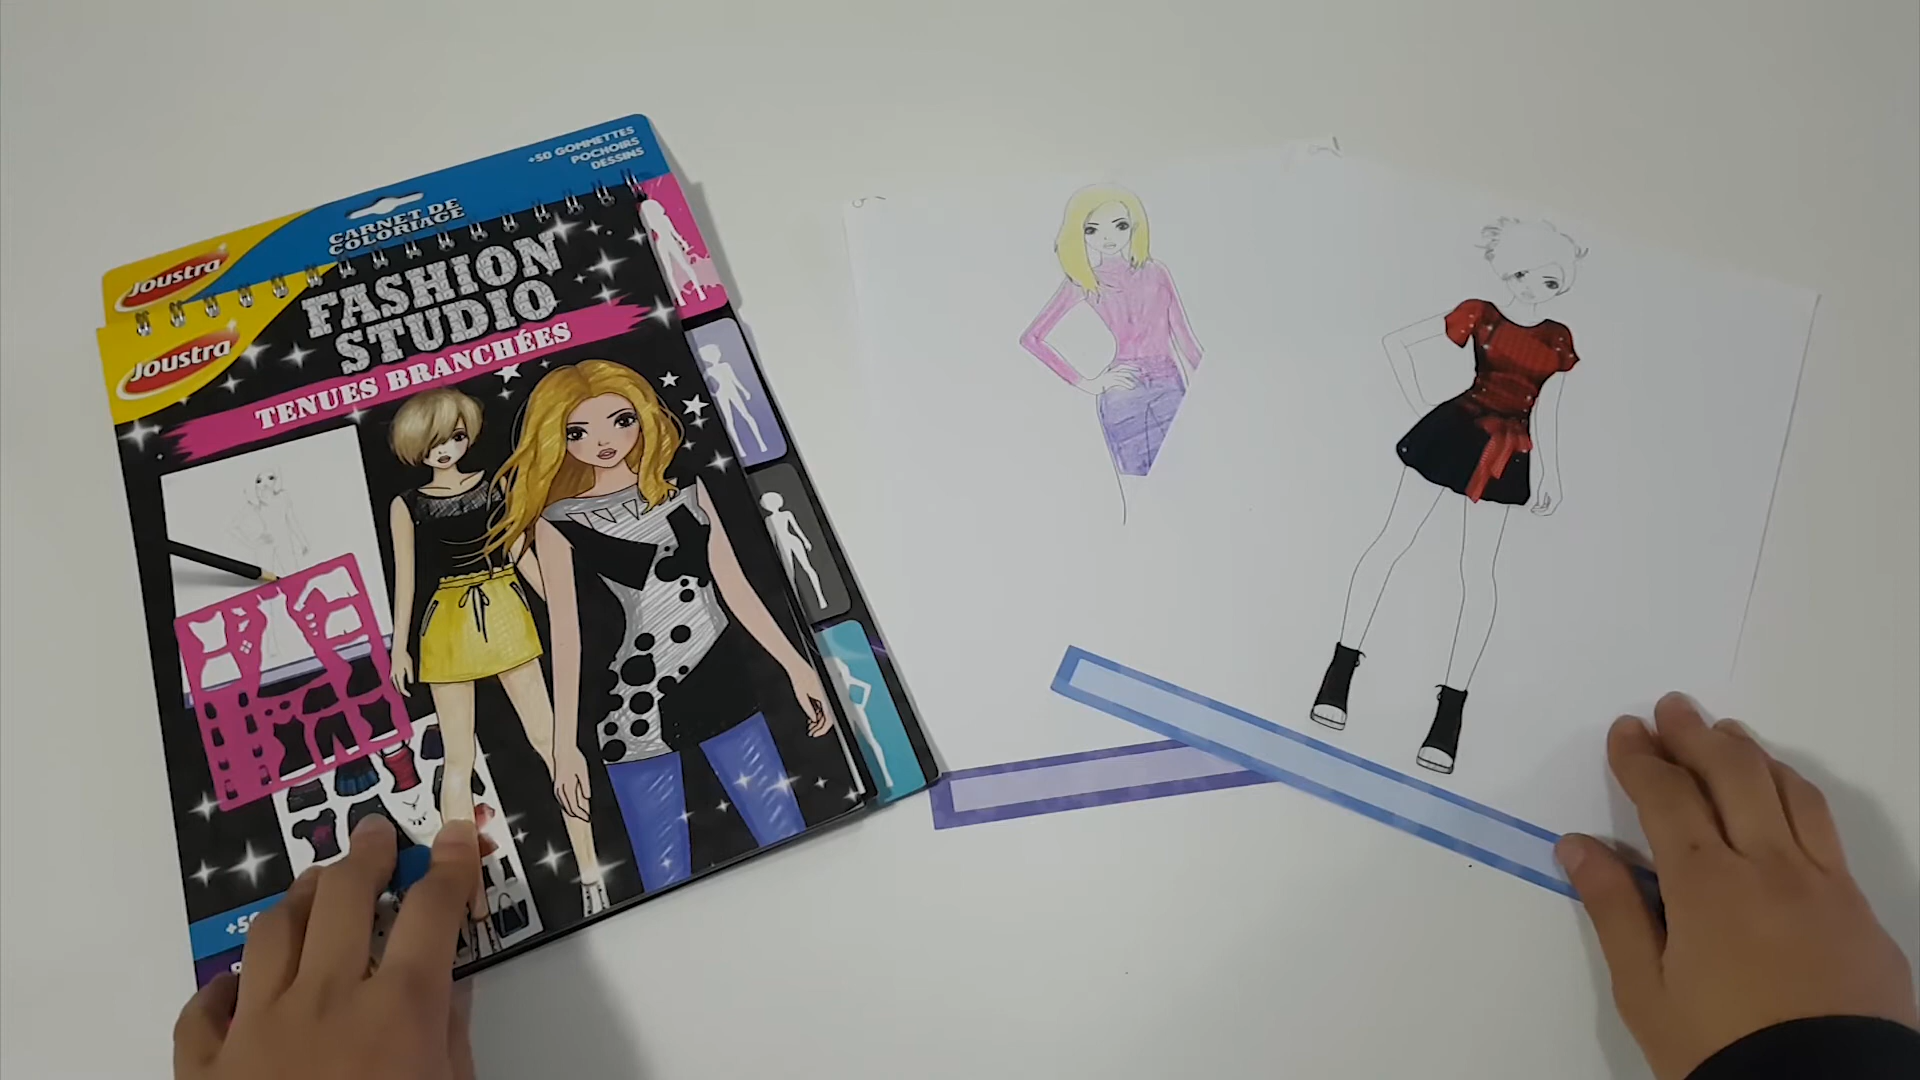 +50 GOMMETTES
POCHOIRS
DESSINS
CARNET DE
COLORIAGE
Joustra
Joustra
FASHION
STUDIO
TENUES BRANCHÉES